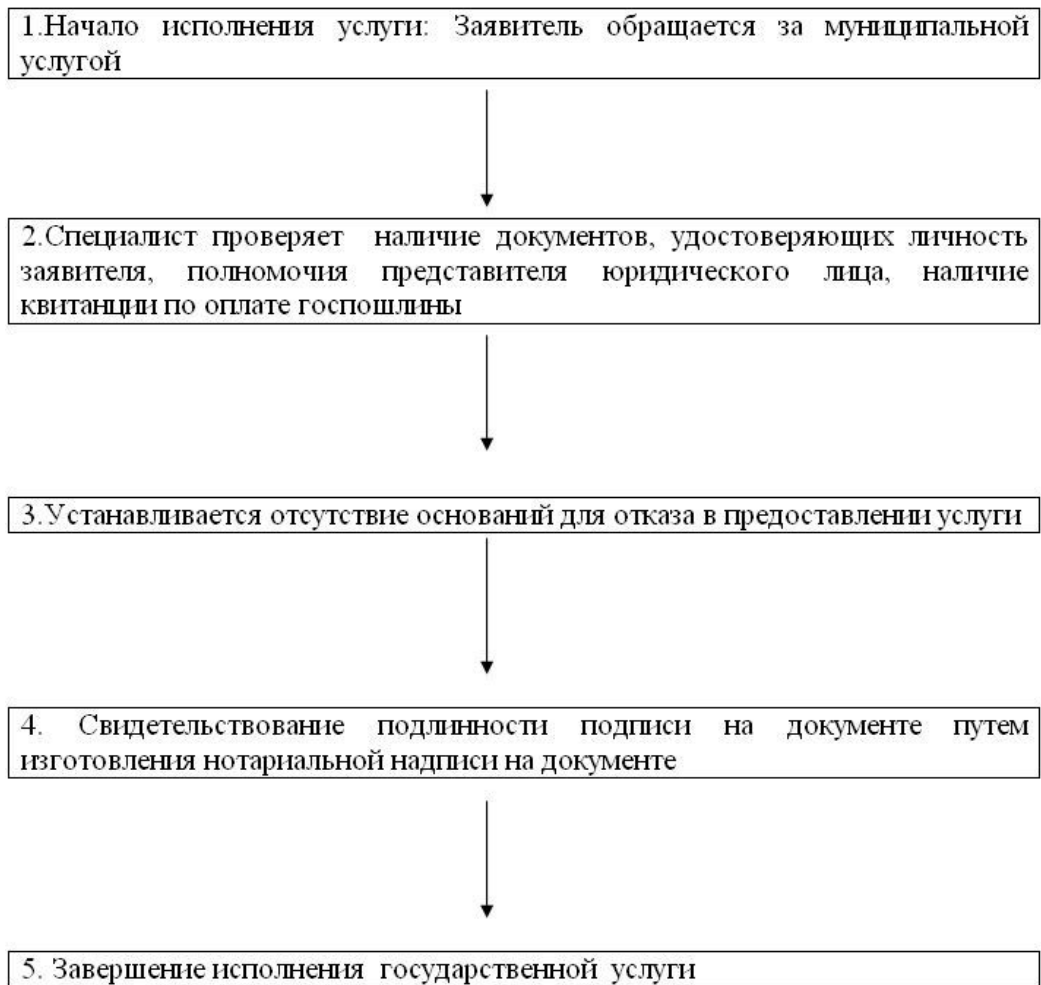 1.Начало исполнения услуги: Заявитель обращается за муниципальной
услугой
2.Специалист проверяет наличие документов, удостоверяющих личность
заявителя, полномочия представителя юридического лица, наличие
квитанции по оплате госпошлины
3.Устанавливается отсутствие оснований для отказа в предоставлении услуги
4. Свидетельствование подлинности подписи на документе путем
изготовления нотариальной надписи на документе
5. Завершение исполнения государственной услуги